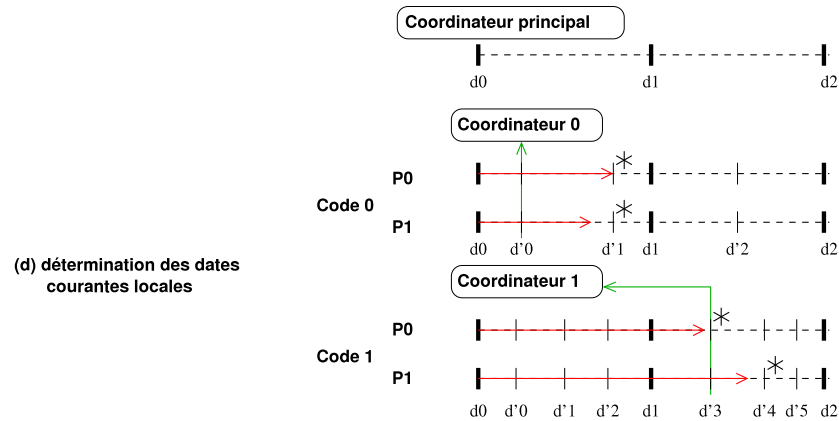 Coordinateur principal
d0 d1 d2
Coordinateur 0
P0
Code 0
P1
d0 d'0 d'1 d1 d'2 d2
(d) détermination des dates
courantes locales
Coordinateur 1
P0
Code 1
P1
d0 d'0 d'1 d'2 d1 d'3 d'4 d'5 d2